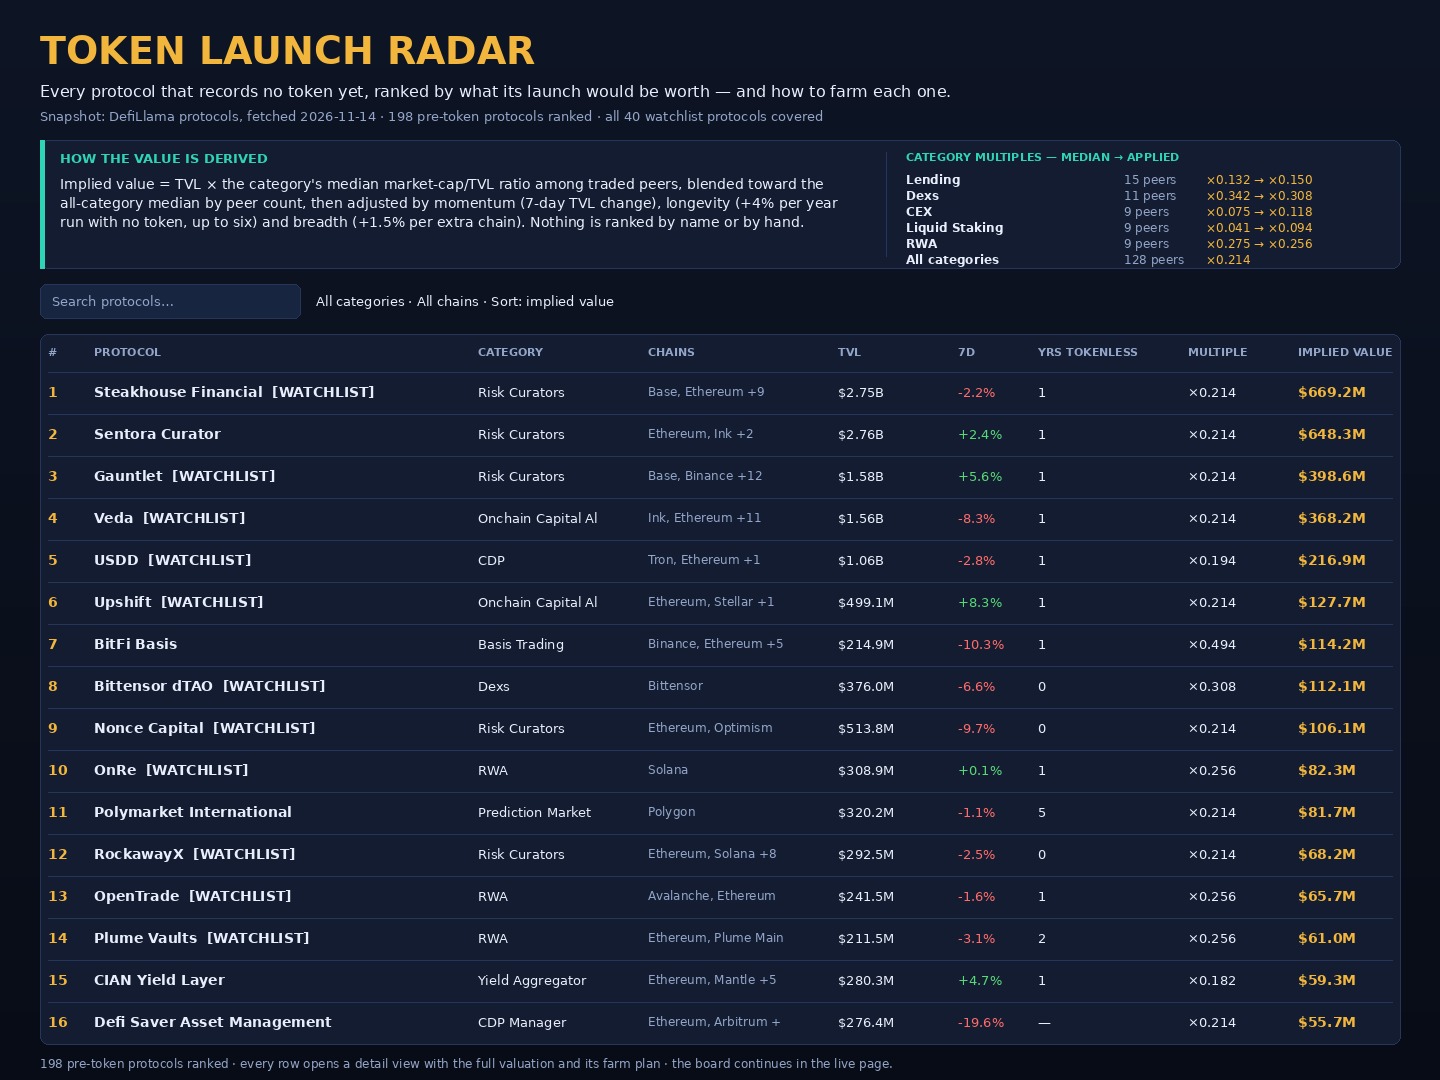 TOKEN LAUNCH RADAR
Every protocol that records no token yet, ranked by what its launch would be worth — and how to farm each one.
Snapshot: DefiLlama protocols, fetched 2026-11-14 · 198 pre-token protocols ranked · all 40 watchlist protocols covered
HOW THE VALUE IS DERIVED
Implied value = TVL × the category's median market-cap/TVL ratio among traded peers, blended toward the
all-category median by peer count, then adjusted by momentum (7-day TVL change), longevity (+4% per year
run with no token, up to six) and breadth (+1.5% per extra chain). Nothing is ranked by name or by hand.
CATEGORY MULTIPLES — MEDIAN → APPLIED
Lending 15 peers ×0.132 → ×0.150
Dexs 11 peers ×0.342 → ×0.308
CEX 9 peers ×0.075 → ×0.118
Liquid Staking 9 peers ×0.041 → ×0.094
RWA 9 peers ×0.275 → ×0.256
All categories 128 peers ×0.214
Search protocols...
All categories · All chains · Sort: implied value
# PROTOCOL CATEGORY CHAINS TVL 7D YRS TOKENLESS MULTIPLE IMPLIED VALUE
1 Steakhouse Financial [WATCHLIST] Risk Curators Base, Ethereum +9 $2.75B -2.2% 1 ×0.214 $669.2M
2 Sentora Curator Risk Curators Ethereum, Ink +2 $2.76B +2.4% 1 ×0.214 $648.3M
3 Gauntlet [WATCHLIST] Risk Curators Base, Binance +12 $1.58B +5.6% 1 ×0.214 $398.6M
4 Veda [WATCHLIST] Onchain Capital Al Ink, Ethereum +11 $1.56B -8.3% 1 ×0.214 $368.2M
5 USDD [WATCHLIST] CDP Tron, Ethereum +1 $1.06B -2.8% 1 ×0.194 $216.9M
6 Upshift [WATCHLIST] Onchain Capital Al Ethereum, Stellar +1 $499.1M +8.3% 1 ×0.214 $127.7M
7 BitFi Basis Basis Trading Binance, Ethereum +5 $214.9M -10.3% 1 ×0.494 $114.2M
8 Bittensor dTAO [WATCHLIST] Dexs Bittensor $376.0M -6.6% 0 ×0.308 $112.1M
9 Nonce Capital [WATCHLIST] Risk Curators Ethereum, Optimism $513.8M -9.7% 0 ×0.214 $106.1M
10 OnRe [WATCHLIST] RWA Solana $308.9M +0.1% 1 ×0.256 $82.3M
11 Polymarket International Prediction Market Polygon $320.2M -1.1% 5 ×0.214 $81.7M
12 RockawayX [WATCHLIST] Risk Curators Ethereum, Solana +8 $292.5M -2.5% 0 ×0.214 $68.2M
13 OpenTrade [WATCHLIST] RWA Avalanche, Ethereum $241.5M -1.6% 1 ×0.256 $65.7M
14 Plume Vaults [WATCHLIST] RWA Ethereum, Plume Main $211.5M -3.1% 2 ×0.256 $61.0M
15 CIAN Yield Layer Yield Aggregator Ethereum, Mantle +5 $280.3M +4.7% 1 ×0.182 $59.3M
16 Defi Saver Asset Management CDP Manager Ethereum, Arbitrum + $276.4M -19.6% — ×0.214 $55.7M
198 pre-token protocols ranked · every row opens a detail view with the full valuation and its farm plan · the board continues in the live page.